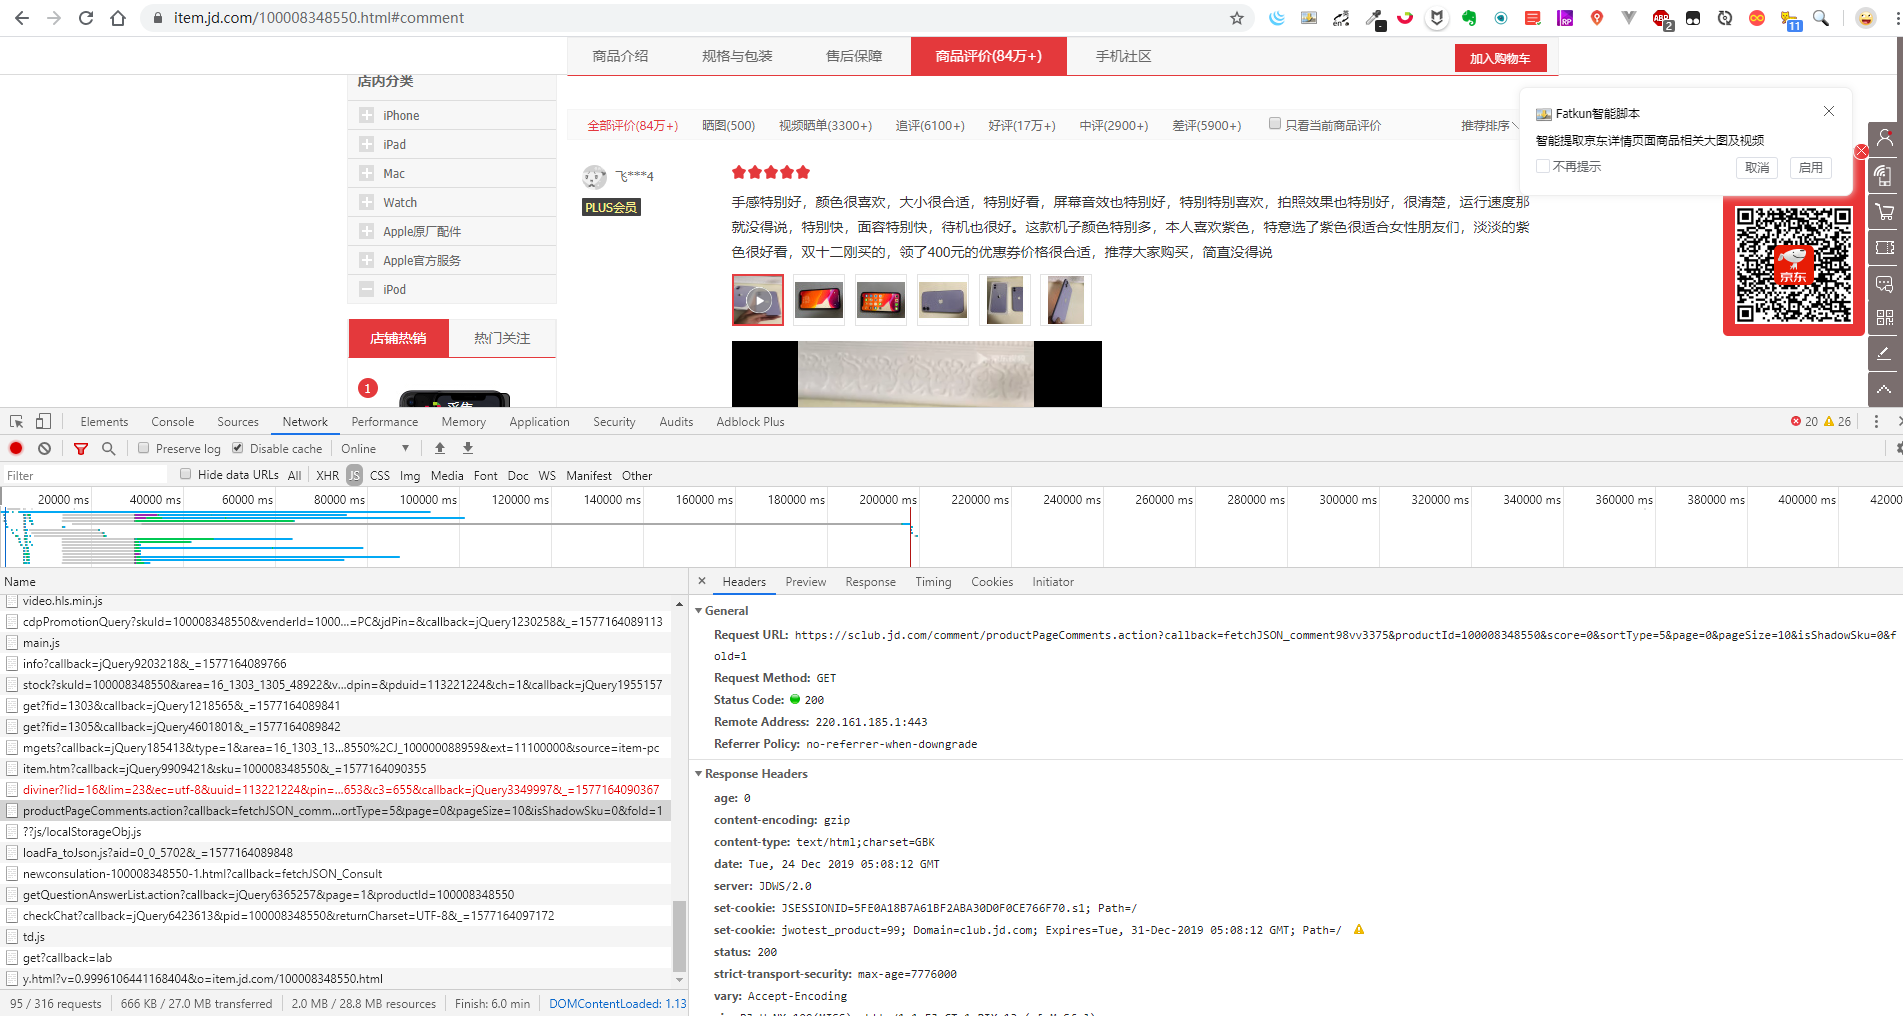 item.jd.com/100008348550.html#comment
en
2
11
商品介绍 规格与包装 售后保障 商品评价(84万+) 手机社区 加入购物车
店内分类
iPhone
iPad
Mac
Watch
Apple原厂配件
Apple官方服务
iPod
店铺热销 热门关注
1
全部评价(84万+) 晒图(500) 视频晒单(3300+) 追评(6100+) 好评(17万+) 中评(2900+) 差评(5900+) 只看当前商品评价 推荐排序
飞***4
PLUS会员
手感特别好，颜色很喜欢，大小很合适，特别好看，屏幕音效也特别好，特别特别喜欢，拍照效果也特别好，很清楚，运行速度那
就没得说，特别快，面容特别快，待机也很好。这款机子颜色特别多，本人喜欢紫色，特意选了紫色很适合女性朋友们，淡淡的紫
色很好看，双十二刚买的，领了400元的优惠券价格很合适，推荐大家购买，简直没得说
Fatkun智能脚本
智能提取京东详情页面商品相关大图及视频
不再提示 取消 启用
京东
Elements Console Sources Network Performance Memory Application Security Audits Adblock Plus 20 26
Preserve log Disable cache Online
Filter Hide data URLs All XHR JS CSS Img Media Font Doc WS Manifest Other
20000 ms 40000 ms 60000 ms 80000 ms 100000 ms 120000 ms 140000 ms 160000 ms 180000 ms 200000 ms 220000 ms 240000 ms 260000 ms 280000 ms 300000 ms 320000 ms 340000 ms 360000 ms 380000 ms 400000 ms 42000
Name
video.hls.min.js
cdpPromotionQuery?skuId=100008348550&venderId=1000...=PC&jdPin=&callback=jQuery1230258&_=1577164089113
main.js
info?callback=jQuery9203218&_=1577164089766
stock?skuId=100008348550&area=16_1303_1305_48922&v...dpin=&pduid=113221224&ch=1&callback=jQuery1955157
get?fid=1303&callback=jQuery1218565&_=1577164089841
get?fid=1305&callback=jQuery4601801&_=1577164089842
mgets?callback=jQuery185413&type=1&area=16_1303_13...8550%2CJ_100000088959&ext=11100000&source=item-pc
item.htm?callback=jQuery9909421&sku=100008348550&_=1577164090355
diviner?lid=16&lim=23&ec=utf-8&uuid=113221224&pin=...653&c3=655&callback=jQuery3349997&_=1577164090367
productPageComments.action?callback=fetchJSON_comm...ortType=5&page=0&pageSize=10&isShadowSku=0&fold=1
??js/localStorageObj.js
loadFa_toJson.js?aid=0_0_5702&_=1577164089848
newconsulation-100008348550-1.html?callback=fetchJSON_Consult
getQuestionAnswerList.action?callback=jQuery6365257&page=1&productId=100008348550
checkChat?callback=jQuery6423613&pid=100008348550&returnCharset=UTF-8&_=1577164097172
td.js
get?callback=lab
y.html?v=0.9996106441168404&o=item.jd.com/100008348550.html
95 / 316 requests 666 KB / 27.0 MB transferred 2.0 MB / 28.8 MB resources Finish: 6.0 min DOMContentLoaded: 1.13
Headers Preview Response Timing Cookies Initiator
General
Request URL: https://sclub.jd.com/comment/productPageComments.action?callback=fetchJSON_comment98vv3375&productId=100008348550&score=0&sortType=5&page=0&pageSize=10&isShadowSku=0&f
old=1
Request Method: GET
Status Code: 200
Remote Address: 220.161.185.1:443
Referrer Policy: no-referrer-when-downgrade
Response Headers
age: 0
content-encoding: gzip
content-type: text/html;charset=GBK
date: Tue, 24 Dec 2019 05:08:12 GMT
server: JDWS/2.0
set-cookie: JSESSIONID=5FE0A18B7A61BF2ABA30D0F0CE766F70.s1; Path=/
set-cookie: jwotest_product=99; Domain=club.jd.com; Expires=Tue, 31-Dec-2019 05:08:12 GMT; Path=/
status: 200
strict-transport-security: max-age=7776000
vary: Accept-Encoding